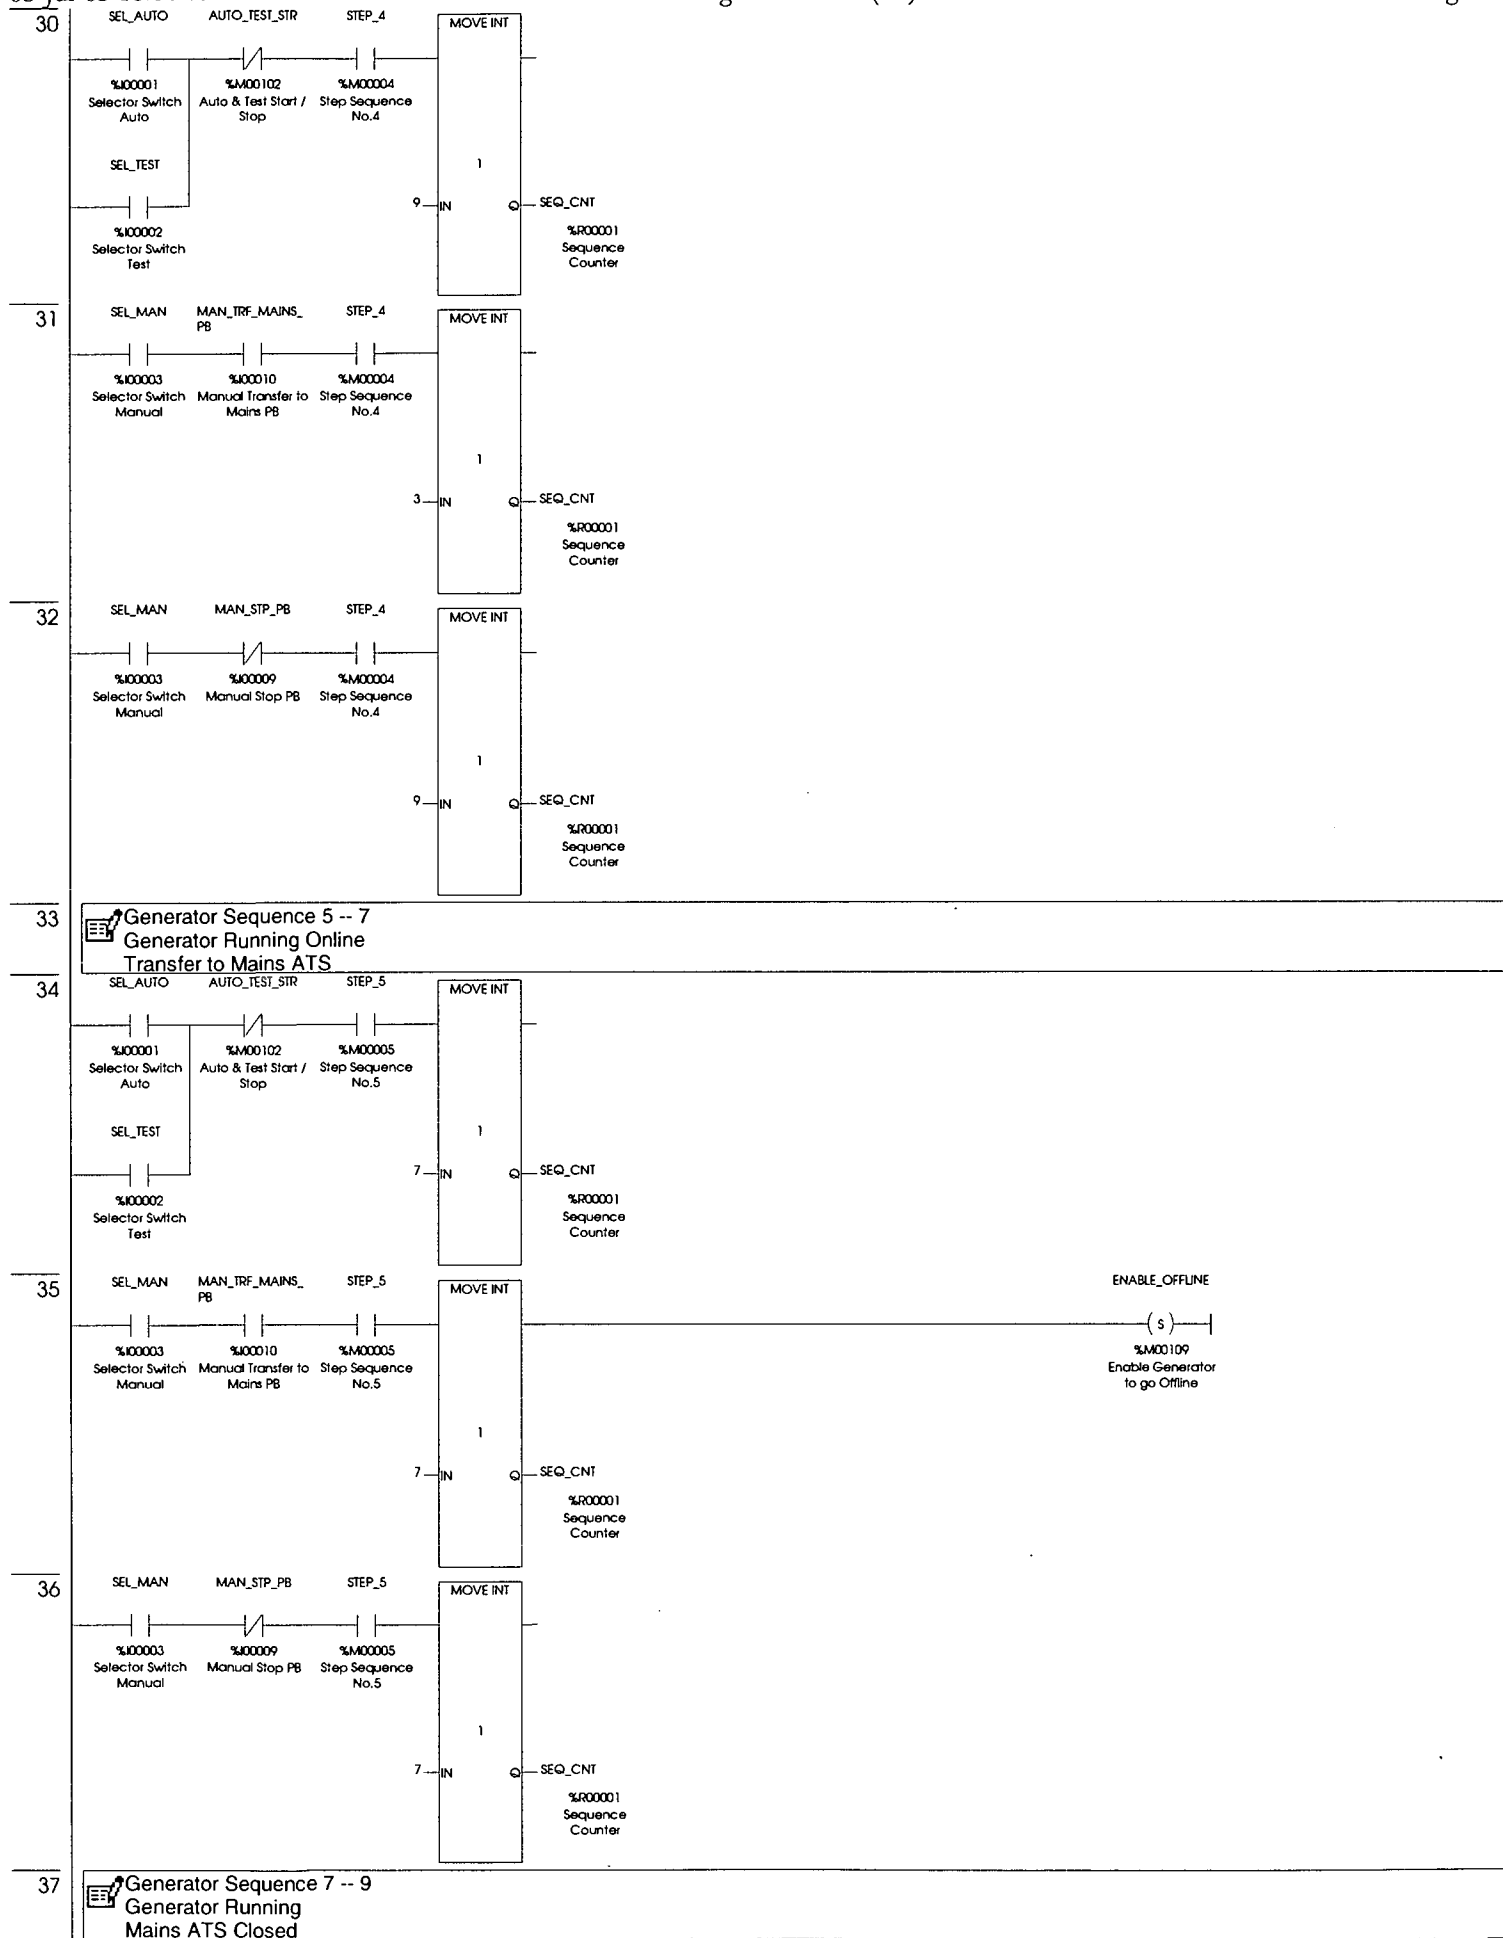 30
SEL_AUTO AUTO_TEST_STR STEP_4 MOVE INT
%I00001 %M00102 %M00004
Selector Switch Auto & Test Start / Step Sequence
Auto Stop No.4
SEL_TEST 1
9 IN Q SEQ_CNT
%I00002 %R00001
Selector Switch Sequence
Test Counter
31
SEL_MAN MAN_TRF_MAINS_ STEP_4 MOVE INT
PB
%I00003 %I00010 %M00004
Selector Switch Manual Transfer to Step Sequence
Manual Mains PB No.4
1
3 IN Q SEQ_CNT
%R00001
Sequence
Counter
32
SEL_MAN MAN_STP_PB STEP_4 MOVE INT
%I00003 %I00009 %M00004
Selector Switch Manual Stop PB Step Sequence
Manual No.4
1
9 IN Q SEQ_CNT
%R00001
Sequence
Counter
33
Generator Sequence 5 -- 7
Generator Running Online
Transfer to Mains ATS
34
SEL_AUTO AUTO_TEST_STR STEP_5 MOVE INT
%I00001 %M00102 %M00005
Selector Switch Auto & Test Start / Step Sequence
Auto Stop No.5
SEL_TEST 1
7 IN Q SEQ_CNT
%I00002 %R00001
Selector Switch Sequence
Test Counter
35
SEL_MAN MAN_TRF_MAINS_ STEP_5 MOVE INT ENABLE_OFFLINE
PB
S
%I00003 %I00010 %M00005 %M00109
Selector Switch Manual Transfer to Step Sequence Enable Generator
Manual Mains PB No.5 to go Offline
1
7 IN Q SEQ_CNT
%R00001
Sequence
Counter
36
SEL_MAN MAN_STP_PB STEP_5 MOVE INT
%I00003 %I00009 %M00005
Selector Switch Manual Stop PB Step Sequence
Manual No.5
1
7 IN Q SEQ_CNT
%R00001
Sequence
Counter
37
Generator Sequence 7 -- 9
Generator Running
Mains ATS Closed